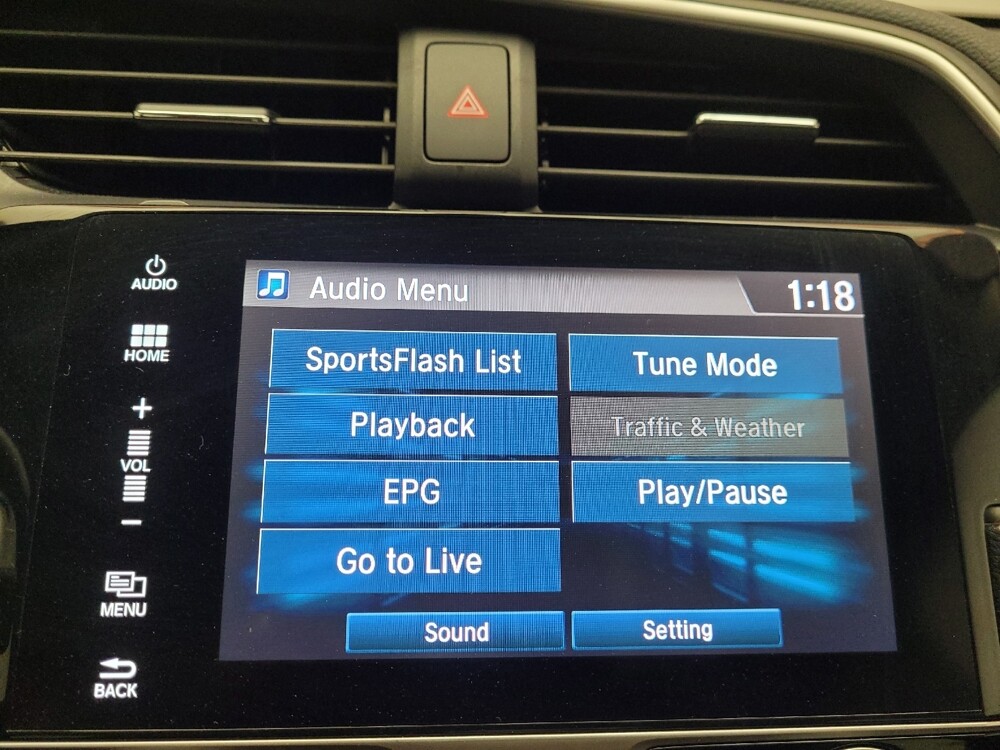 AUDIO
HOME
VOL
MENU
BACK
Audio Menu
1:18
SportsFlash List
Tune Mode
Playback
Traffic & Weather
EPG
Play/Pause
Go to Live
Sound
Setting